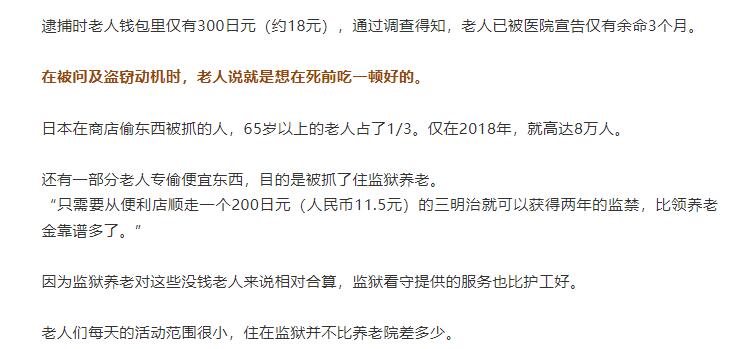 逮捕时老人钱包里仅有300日元（约18元），通过调查得知，老人已被医院宣告仅有余命3个月。
在被问及盗窃动机时，老人说就是想在死前吃一顿好的。
日本在商店偷东西被抓的人，65岁以上的老人占了1/3。仅在2018年，就高达8万人。
还有一部分老人专偷便宜东西，目的是被抓了住监狱养老。
“只需要从便利店顺走一个200日元（人民币11.5元）的三明治就可以获得两年的监禁，比领养老
金靠谱多了。”
因为监狱养老对这些没钱老人来说相对合算，监狱看守提供的服务也比护工好。
老人们每天的活动范围很小，住在监狱并不比养老院差多少。